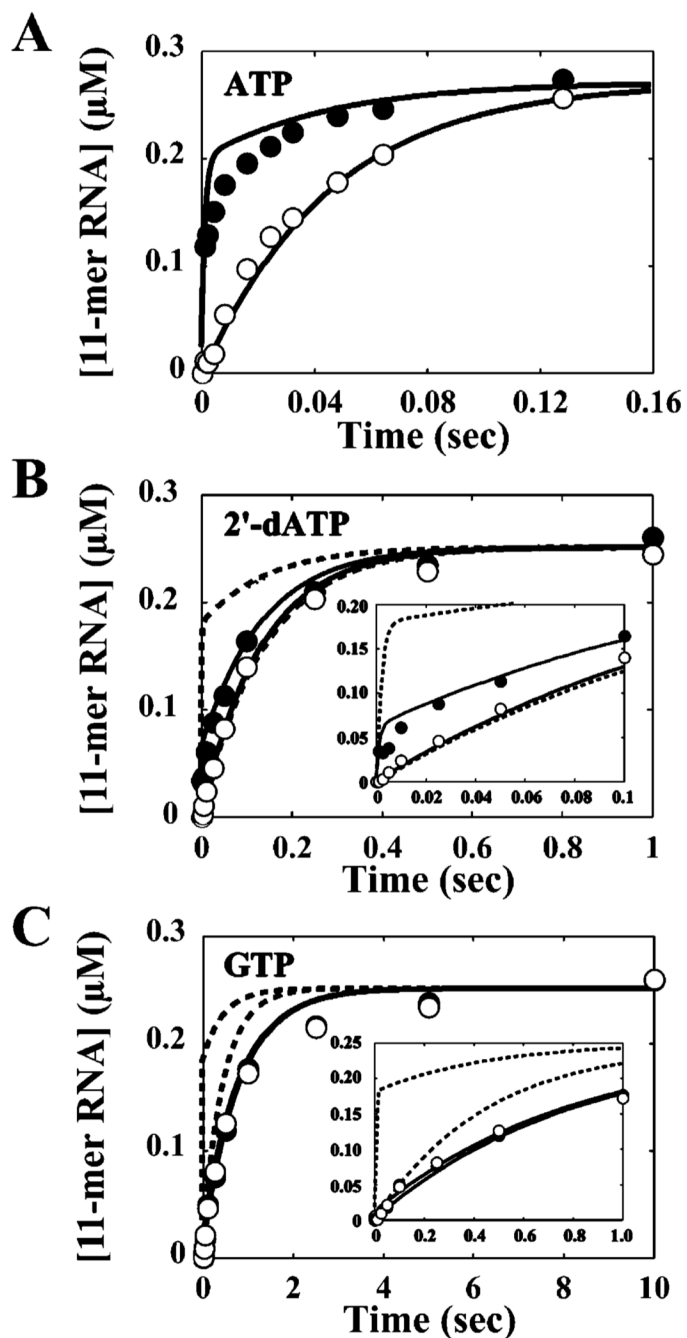 A
ATP
[11-mer RNA] (μM)
0.3
0.2
0.1
0
0 0.04 0.08 0.12 0.16
Time (sec)
B
2'-dATP
[11-mer RNA] (μM)
0.3
0.2
0.1
0
0 0.2 0.4 0.6 0.8 1
Time (sec)
0.20
0.15
0.10
0.05
0
0 0.02 0.04 0.06 0.08 0.1
C
GTP
[11-mer RNA] (μM)
0.3
0.2
0.1
0
0 2 4 6 8 10
Time (sec)
0.25
0.20
0.15
0.10
0.05
0
0 0.2 0.4 0.6 0.8 1.0